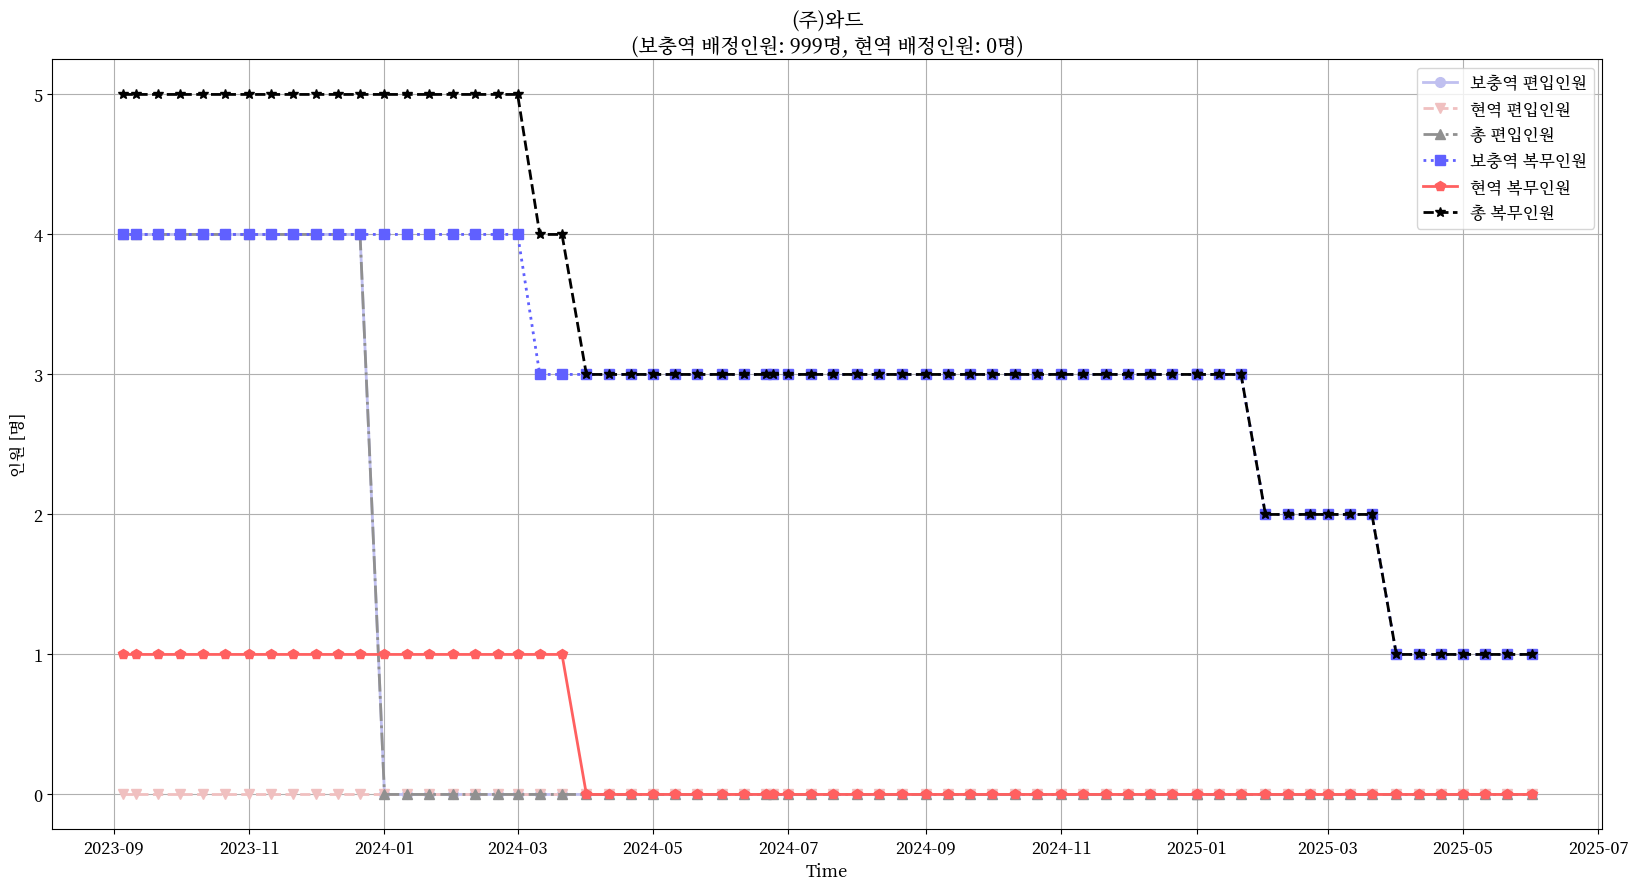 (주)와드
(보충역 배정인원: 999명, 현역 배정인원: 0명)
보충역 편입인원
현역 편입인원
총 편입인원
보충역 복무인원
현역 복무인원
총 복무인원
인원 [명]
5
4
3
2
1
0
2023-09
2023-11
2024-01
2024-03
2024-05
2024-07
2024-09
2024-11
2025-01
2025-03
2025-05
2025-07
Time